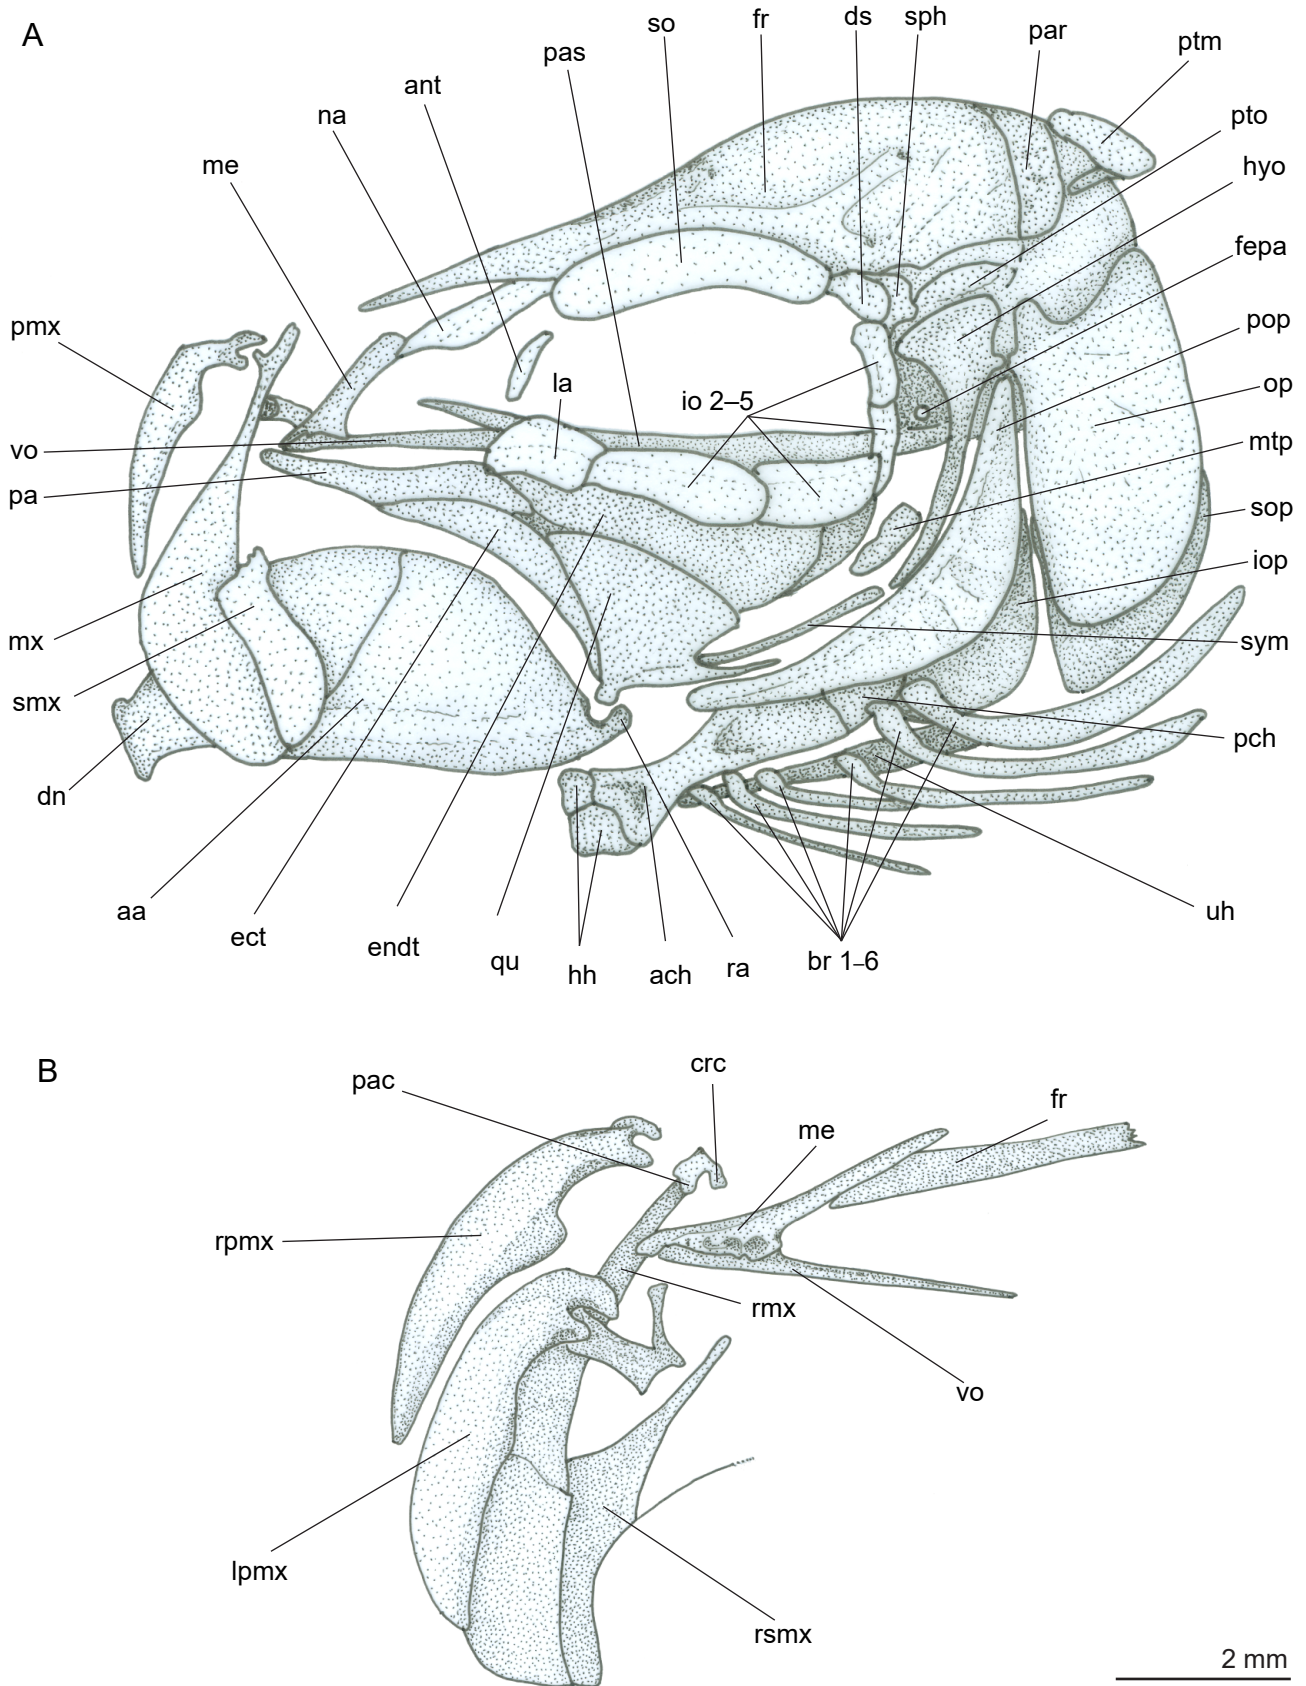 A
so
fr
ds
sph
par
ptm
pas
ant
na
me
pto
hyo
fepa
pop
op
mtp
sop
iop
sym
pch
uh
pmx
la
io 2–5
vo
pa
mx
smx
dn
aa
ect
endt
qu
hh
ach
ra
br 1–6
B
pac
crc
me
fr
rpmx
rmx
vo
lpmx
rsmx
2 mm